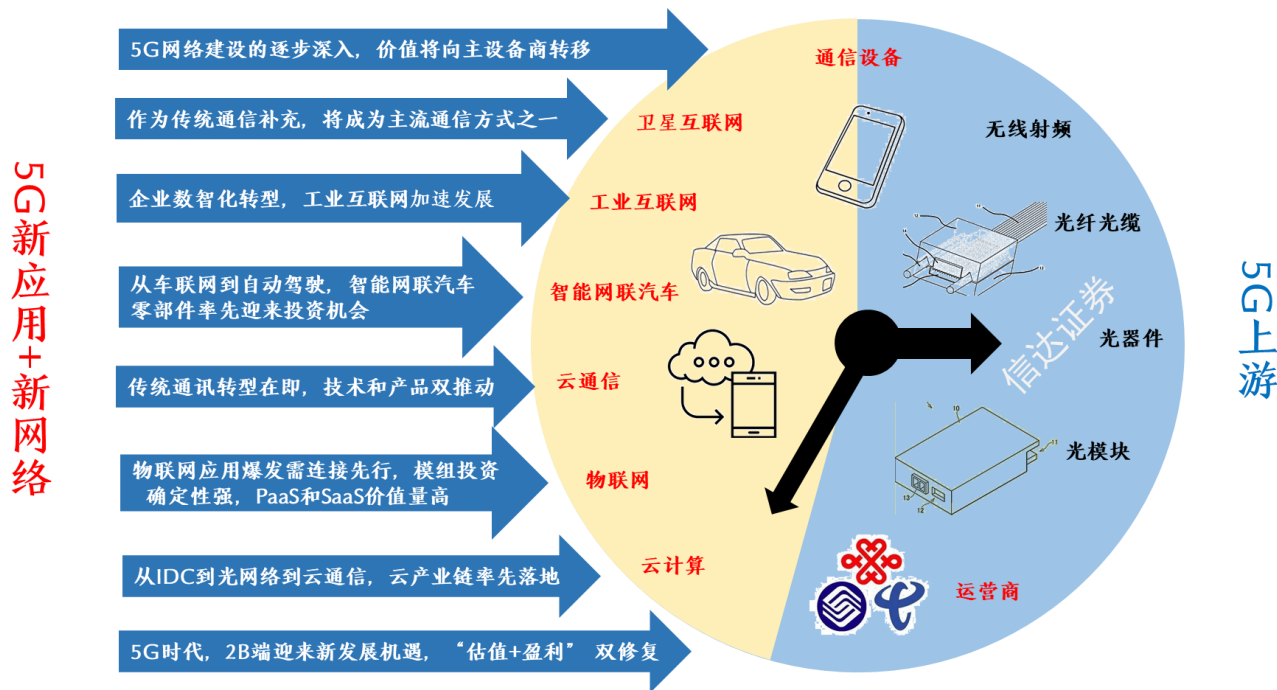 5G新应用+新网络
5G网络建设的逐步深入，价值将向主设备商转移
作为传统通信补充，将成为主流通信方式之一
企业数智化转型，工业互联网加速发展
从车联网到自动驾驶，智能网联汽车
零部件率先迎来投资机会
传统通讯转型在即，技术和产品双推动
物联网应用爆发需连接先行，模组投资
确定性强，PaaS和SaaS价值量高
从IDC到光网络到云通信，云产业链率先落地
5G时代，2B端迎来新发展机遇，“估值+盈利”双修复
通信设备
卫星互联网
工业互联网
智能网联汽车
云通信
物联网
云计算
无线射频
光纤光缆
光器件
光模块
运营商
信达证券
10
11
13
12
5G上游